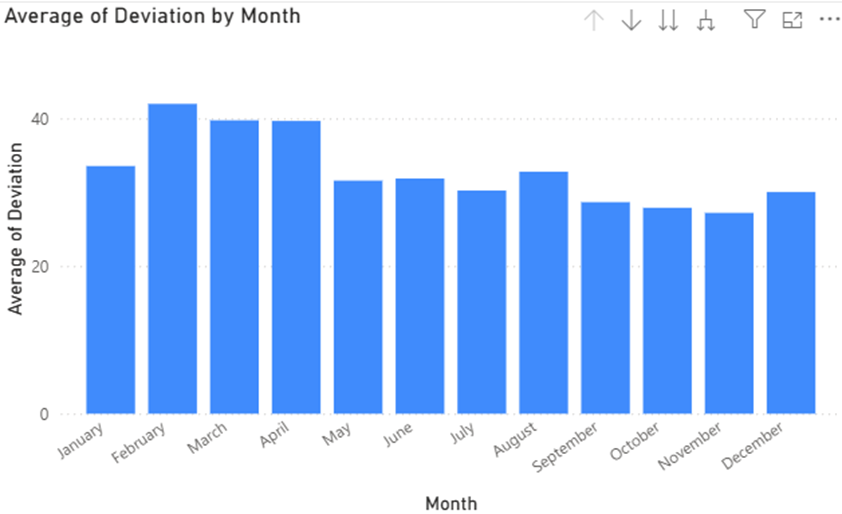 Average of Deviation by Month
Average of Deviation
40
20
0
January
February
March
April
May
June
July
August
September
October
November
December
Month